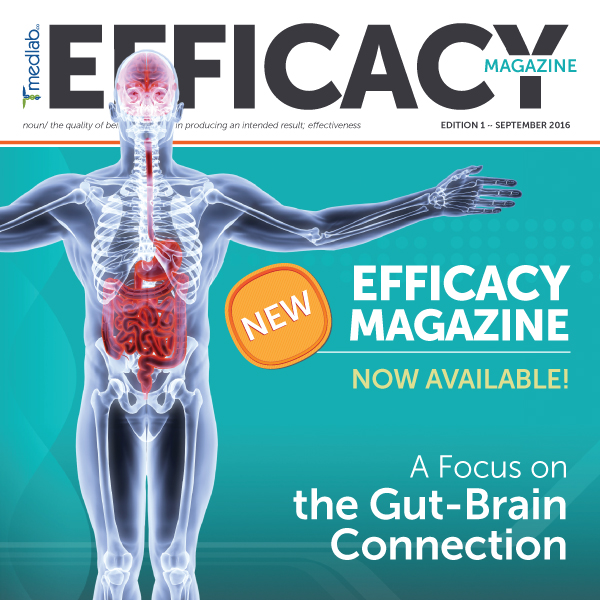 medlab.co
EFFICACY
MAGAZINE
noun/ the quality of be in producing an intended result; effectiveness
EDITION 1 -- SEPTEMBER 2016
NEW
EFFICACY
MAGAZINE
NOW AVAILABLE!
A Focus on
the Gut-Brain
Connection